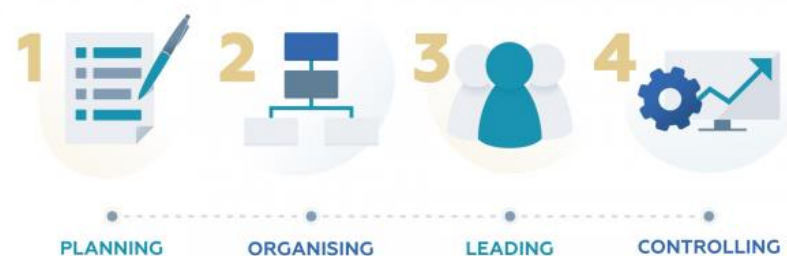 1
2
3
4
PLANNING
ORGANISING
LEADING
CONTROLLING